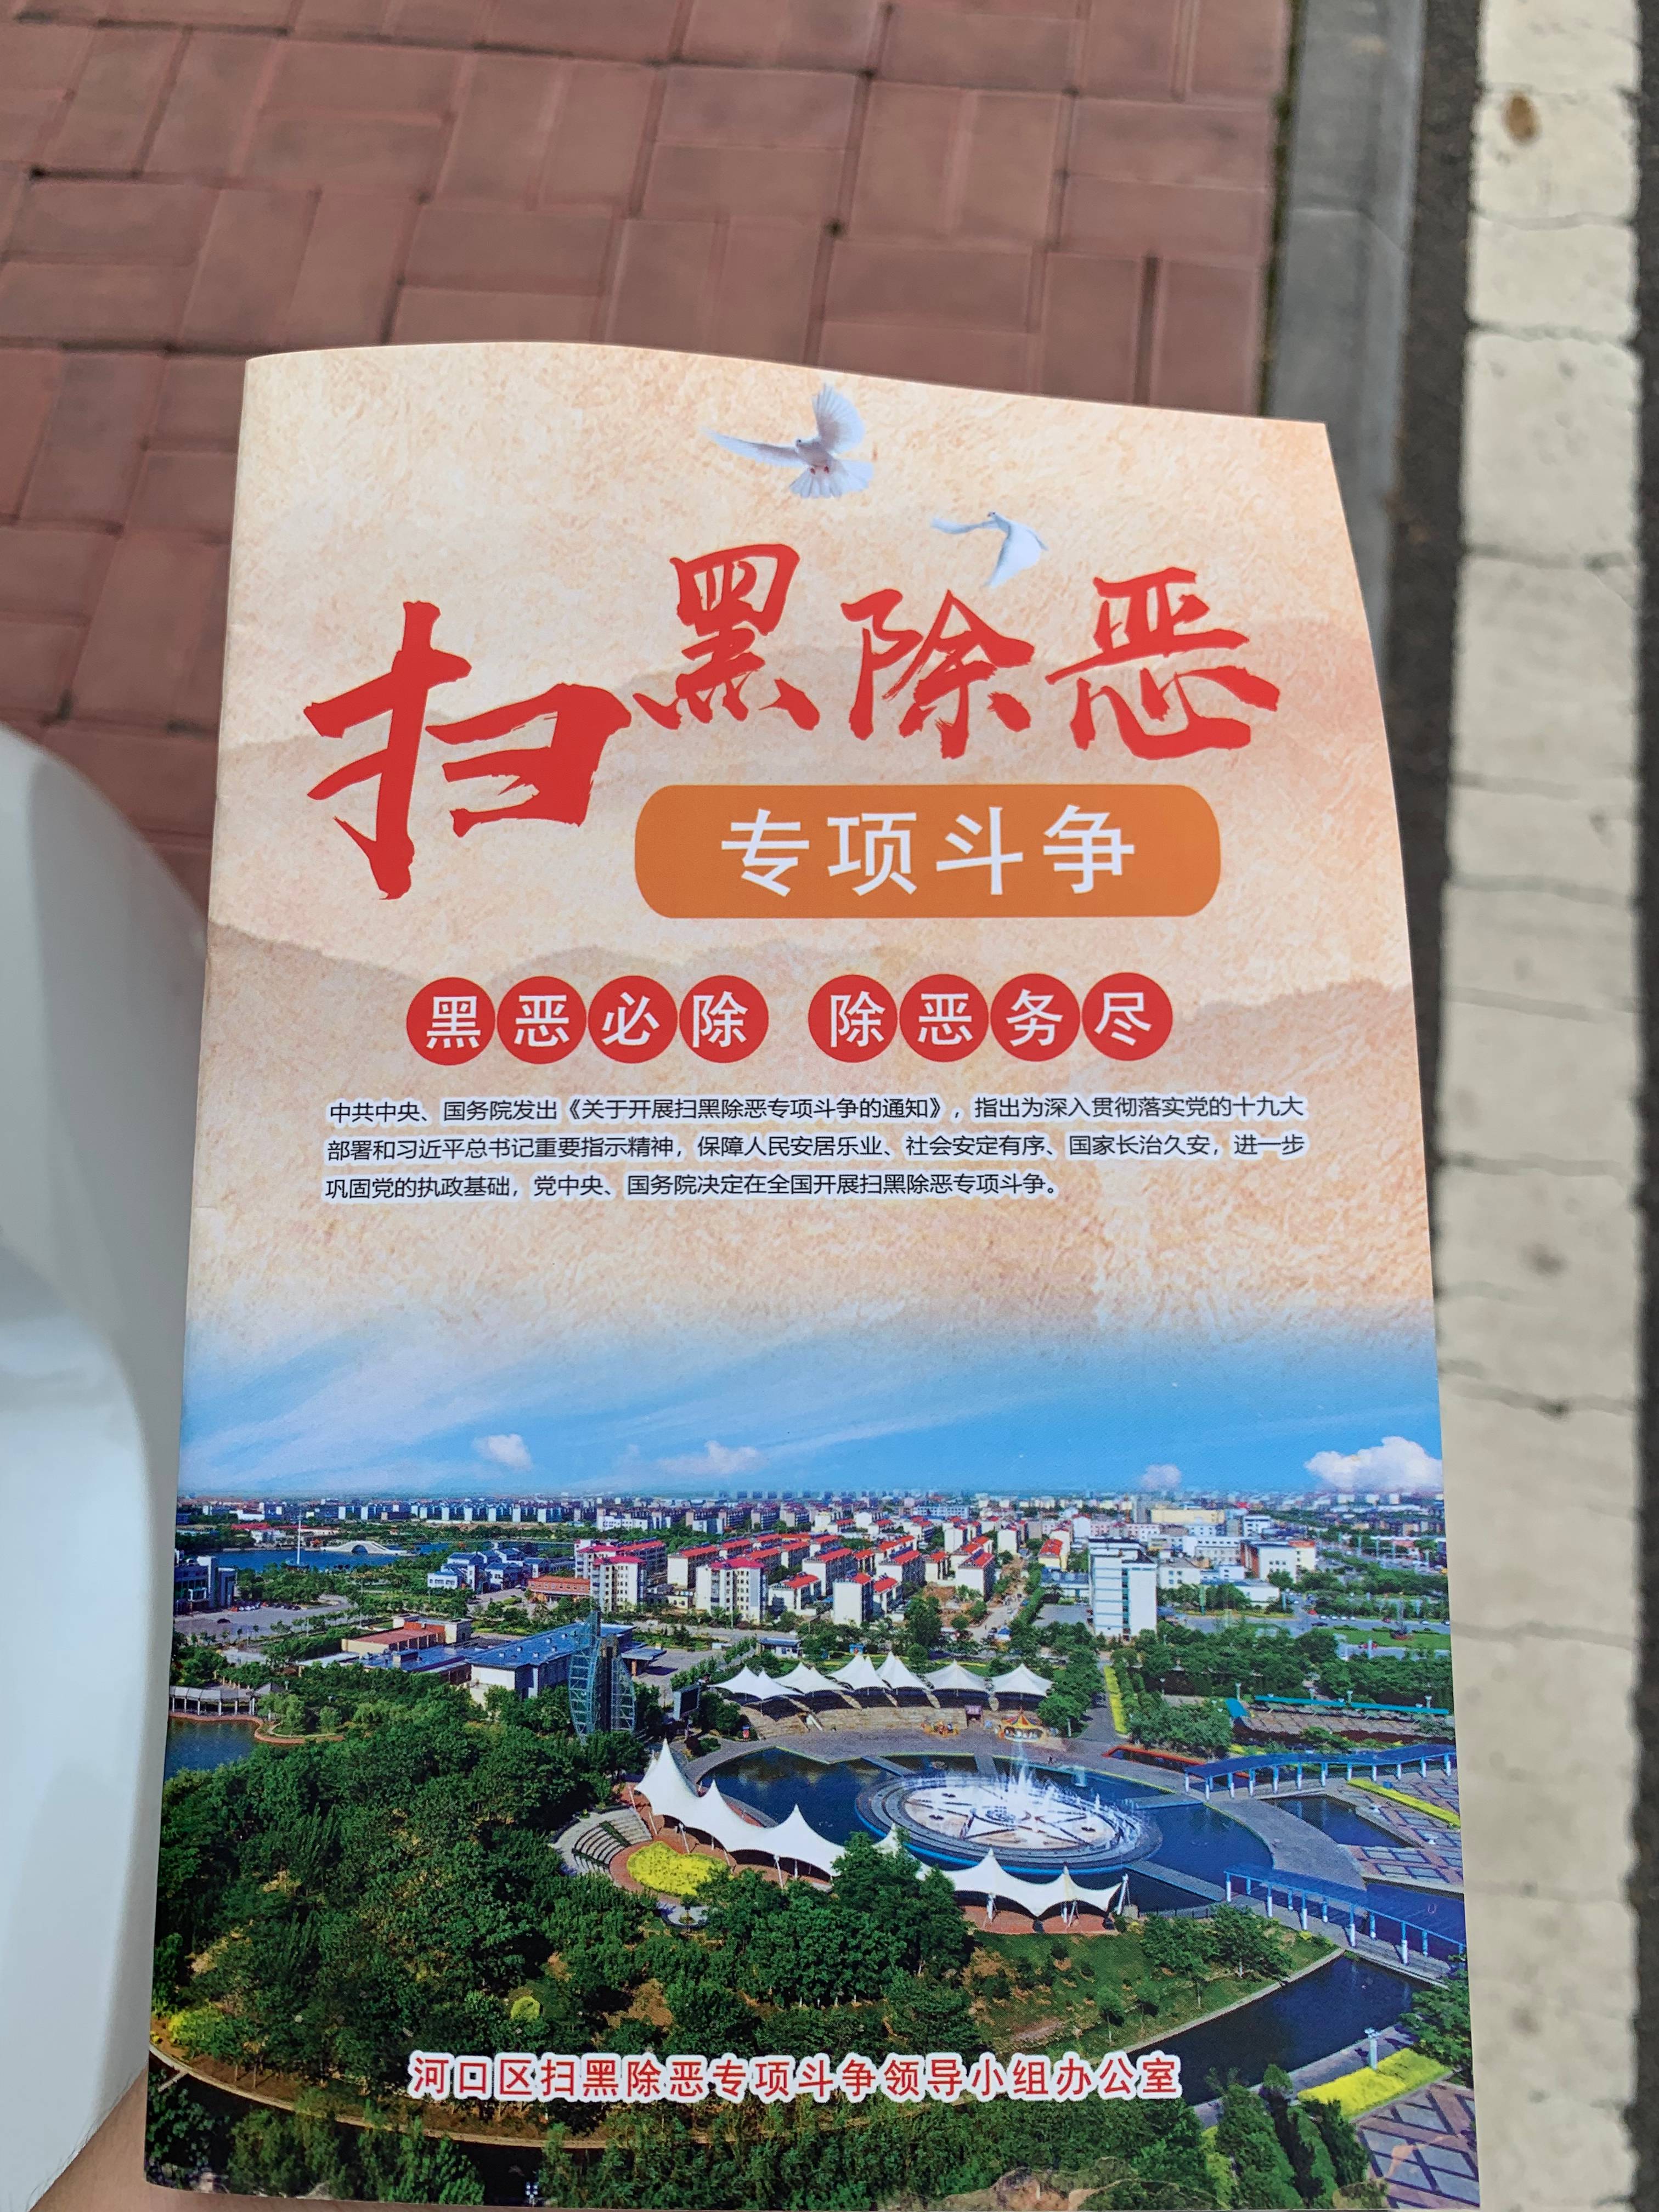 扫黑除恶
专项斗争
黑恶必除 除恶务尽
中共中央、国务院发出《关于开展扫黑除恶专项斗争的通知》，指出为深入贯彻落实党的十九大
部署和习近平总书记重要指示精神，保障人民安居乐业、社会安定有序、国家长治久安，进一步
巩固党的执政基础，党中央、国务院决定在全国开展扫黑除恶专项斗争。
河口区扫黑除恶专项斗争领导小组办公室